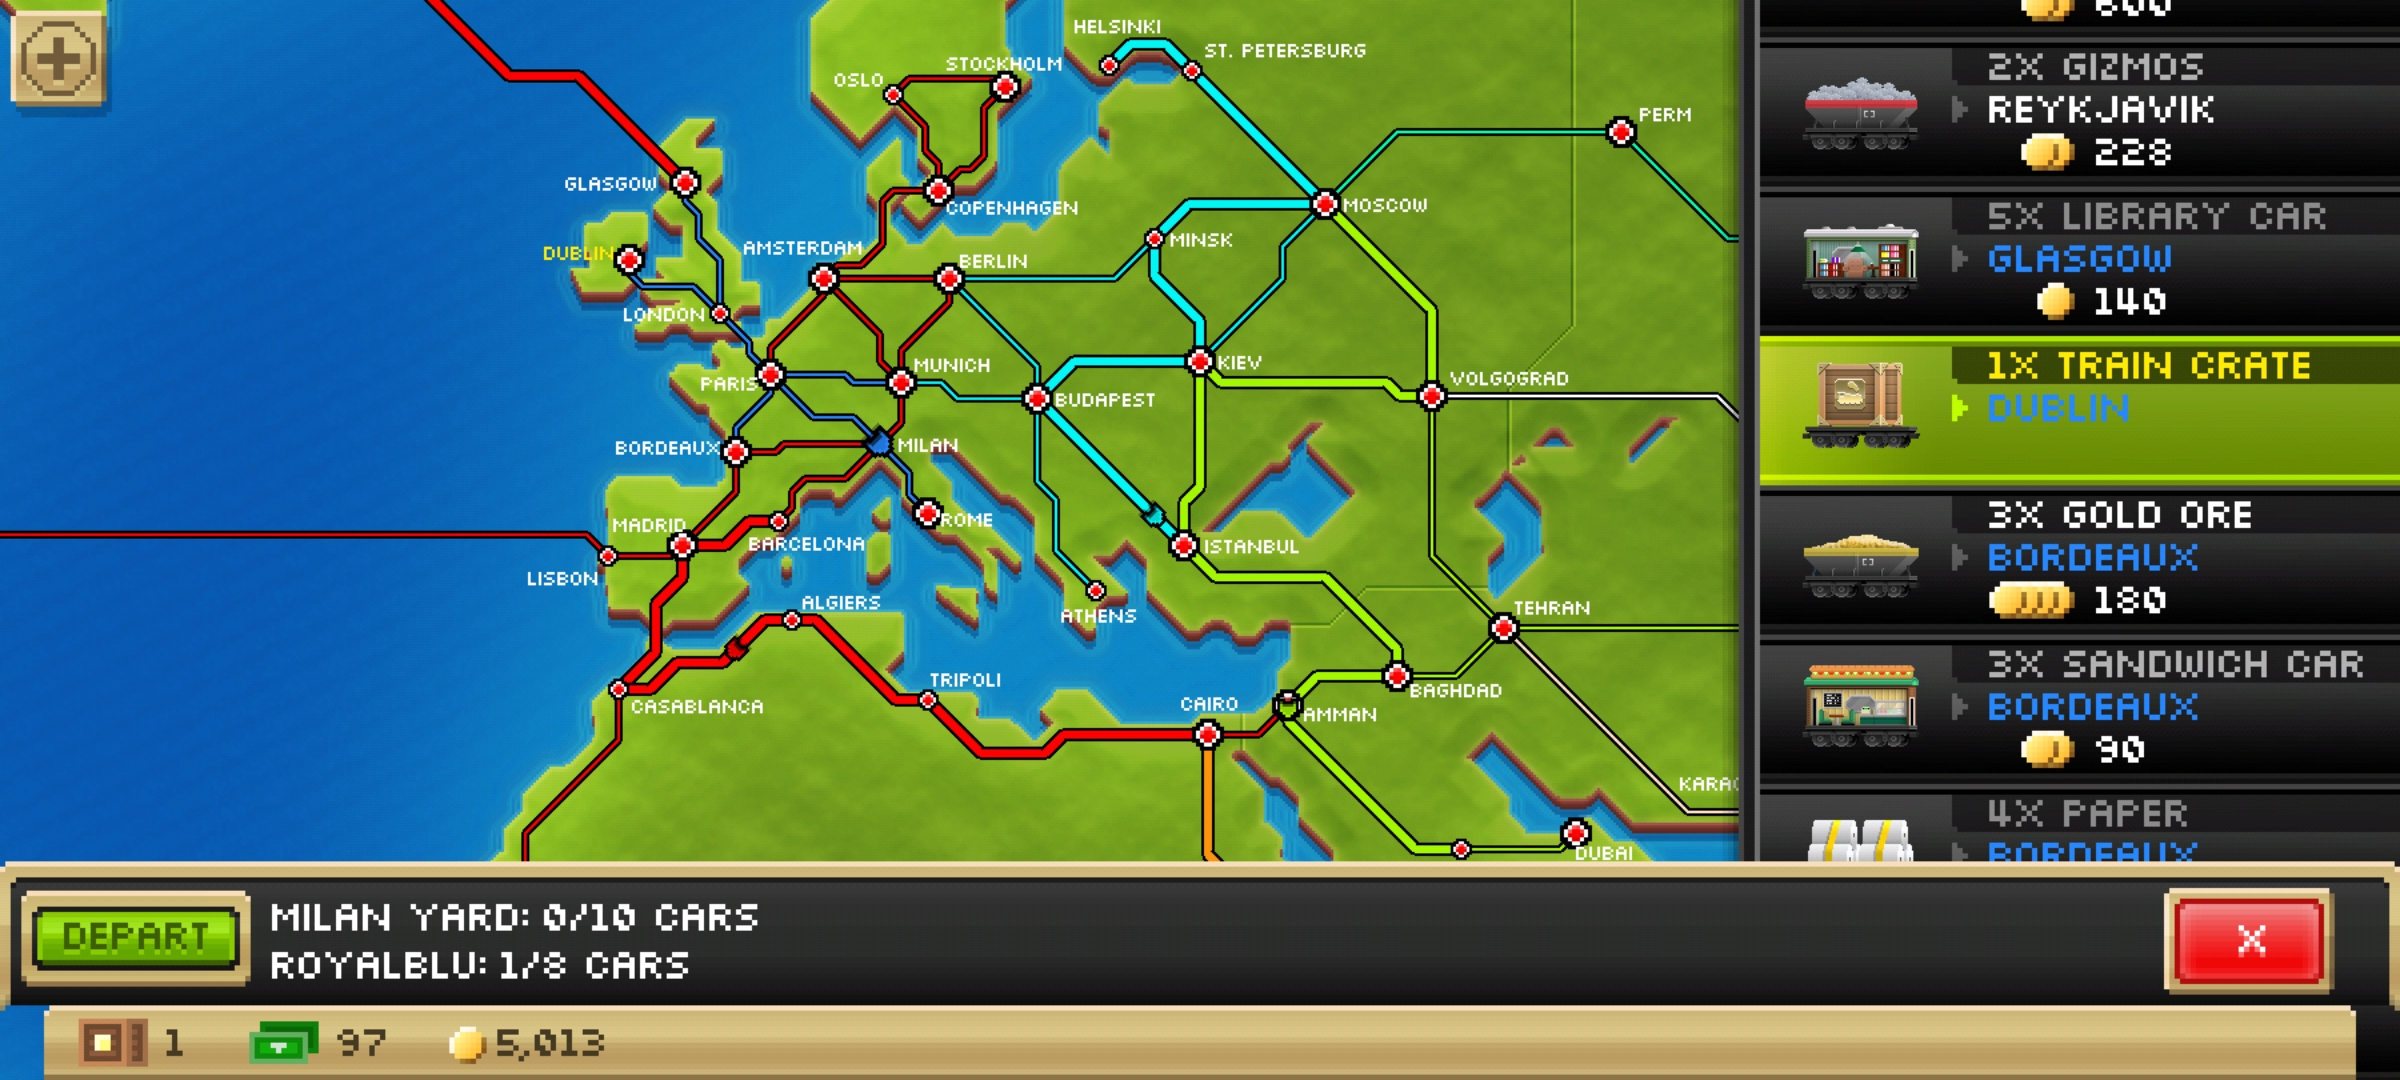 HELSINKI
ST. PETERSBURG
STOCKHOLM
OSLO
PERM
GLASGOW
COPENHAGEN
MOSCOW
DUBLIN
AMSTERDAM
BERLIN
MINSK
LONDON
PARIS
MUNICH
KIEV
BUDAPEST
VOLGOGRAD
BORDEAUX
MILAN
MADRID
ROME
BARCELONA
ISTANBUL
LISBON
ALGIERS
ATHENS
TEHRAN
TRIPOLI
CASABLANCA
CAIRO
AMMAN
BAGHDAD
DUBAI
600
2X GIZMOS
REYKJAVIK
228
5X LIBRARY CAR
GLASGOW
140
1X TRAIN CRATE
DUBLIN
3X GOLD ORE
BORDEAUX
180
3X SANDWICH CAR
BORDEAUX
90
4X PAPER
BORDEAUX
DEPART
MILAN YARD: 0/10 CARS
ROYALBLU: 1/8 CARS
X
1
97
5,013